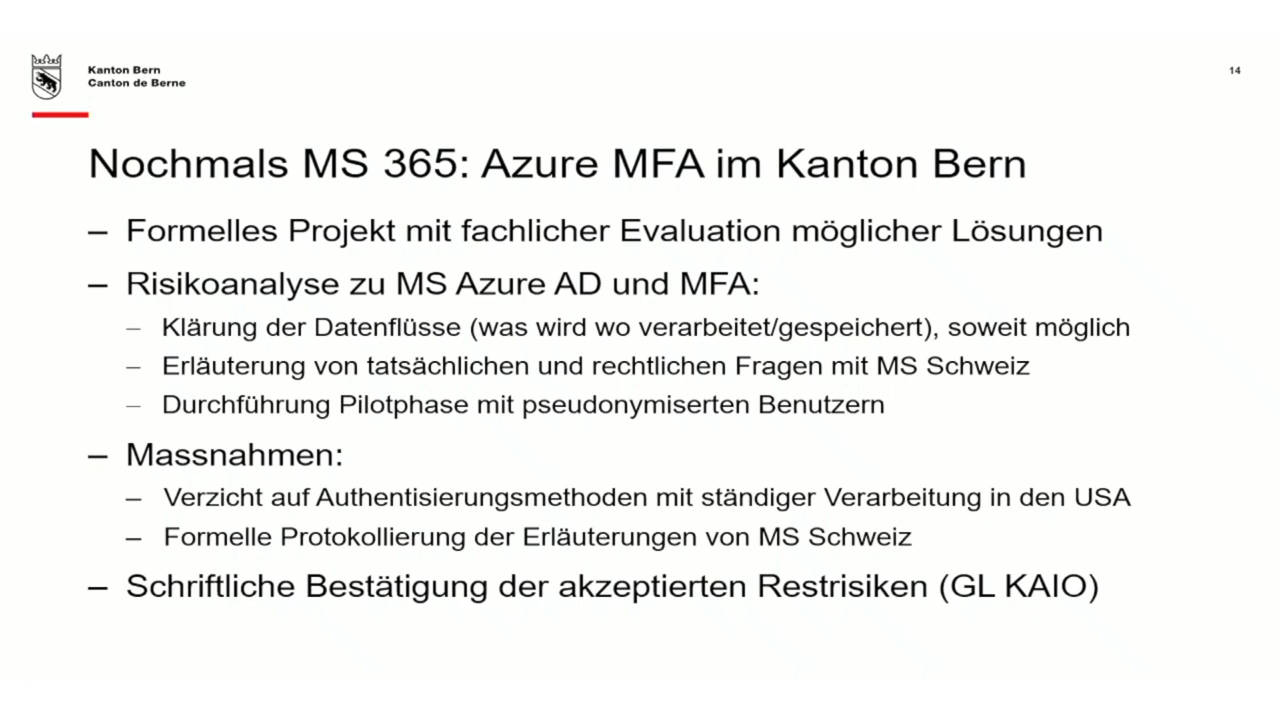 Kanton Bern
Canton de Berne
14
Nochmals MS 365: Azure MFA im Kanton Bern
– Formelles Projekt mit fachlicher Evaluation möglicher Lösungen
– Risikoanalyse zu MS Azure AD und MFA:
– Klärung der Datenflüsse (was wird wo verarbeitet/gespeichert), soweit möglich
– Erläuterung von tatsächlichen und rechtlichen Fragen mit MS Schweiz
– Durchführung Pilotphase mit pseudonymiserten Benutzern
– Massnahmen:
– Verzicht auf Authentisierungsmethoden mit ständiger Verarbeitung in den USA
– Formelle Protokollierung der Erläuterungen von MS Schweiz
– Schriftliche Bestätigung der akzeptierten Restrisiken (GL KAIO)